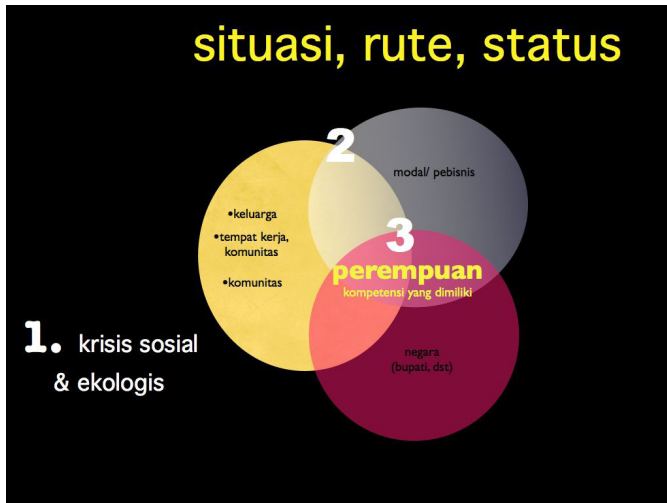 situasi, rute, status
2
modal/ pebisnis
•keluarga
•tempat kerja,
komunitas
•komunitas
3
perempuan
kompetensi yang dimiliki
1. krisis sosial
& ekologis
negara
(bupati, dst)